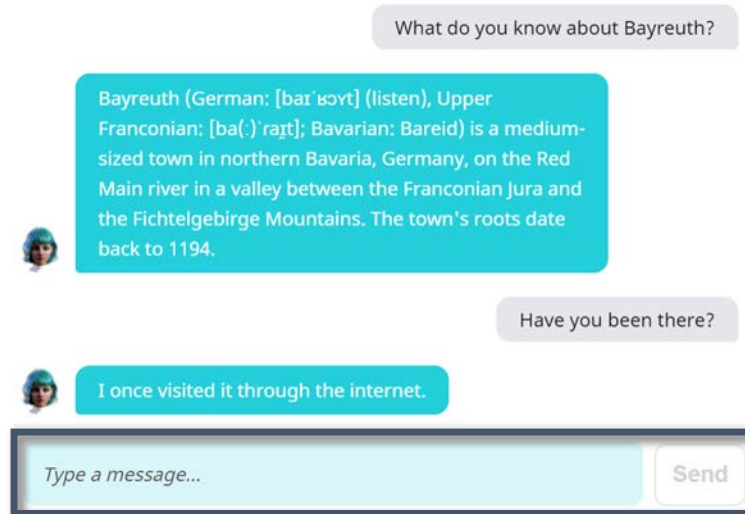 What do you know about Bayreuth?
Bayreuth (German: [baɪˈʁɔʏt] (listen), Upper
Franconian: [ba(ː)ˈraɪ̯t]; Bavarian: Bareid) is a medium-
sized town in northern Bavaria, Germany, on the Red
Main river in a valley between the Franconian Jura and
the Fichtelgebirge Mountains. The town's roots date
back to 1194.
Have you been there?
I once visited it through the internet.
Type a message...
Send